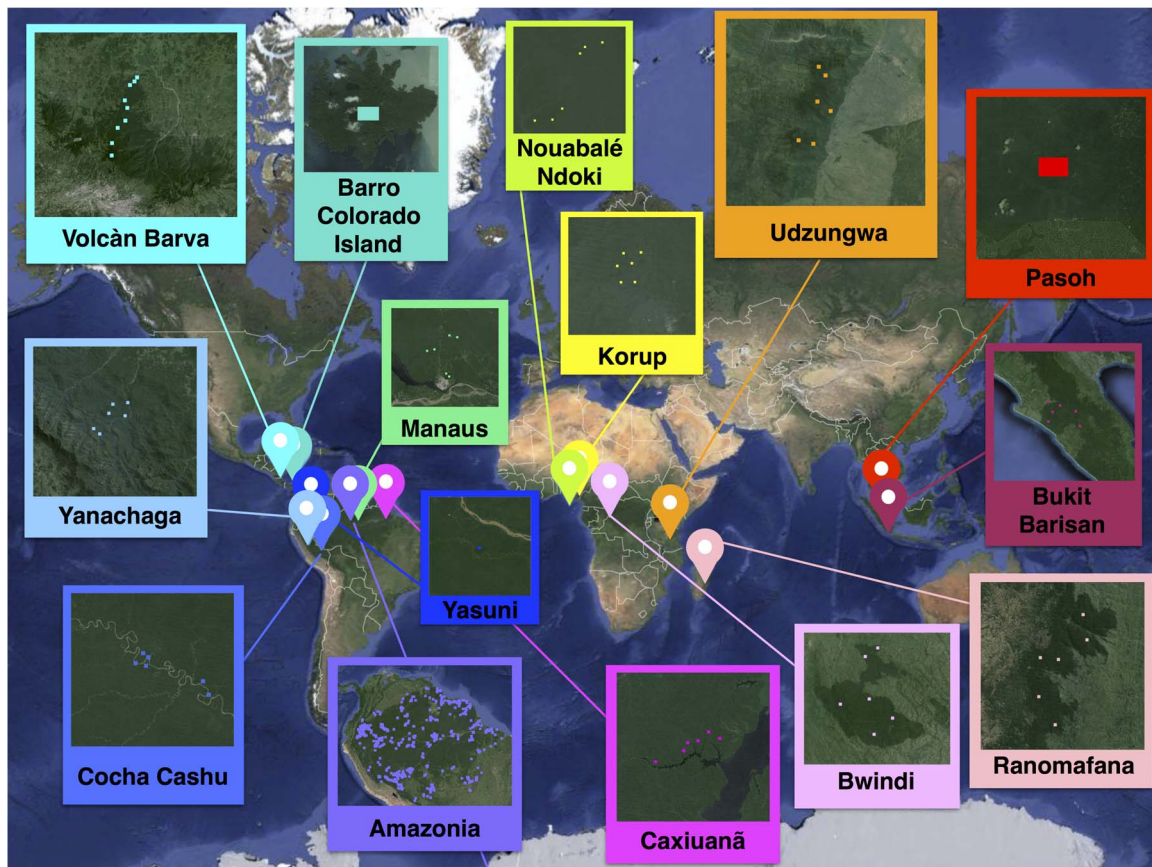 Volcàn Barva
Barro
Colorado
Island
Nouabalé
Ndoki
Udzungwa
Pasoh
Korup
Manaus
Yanachaga
Bukit
Barisan
Yasuni
Cocha Cashu
Amazonia
Caxiuanã
Bwindi
Ranomafana